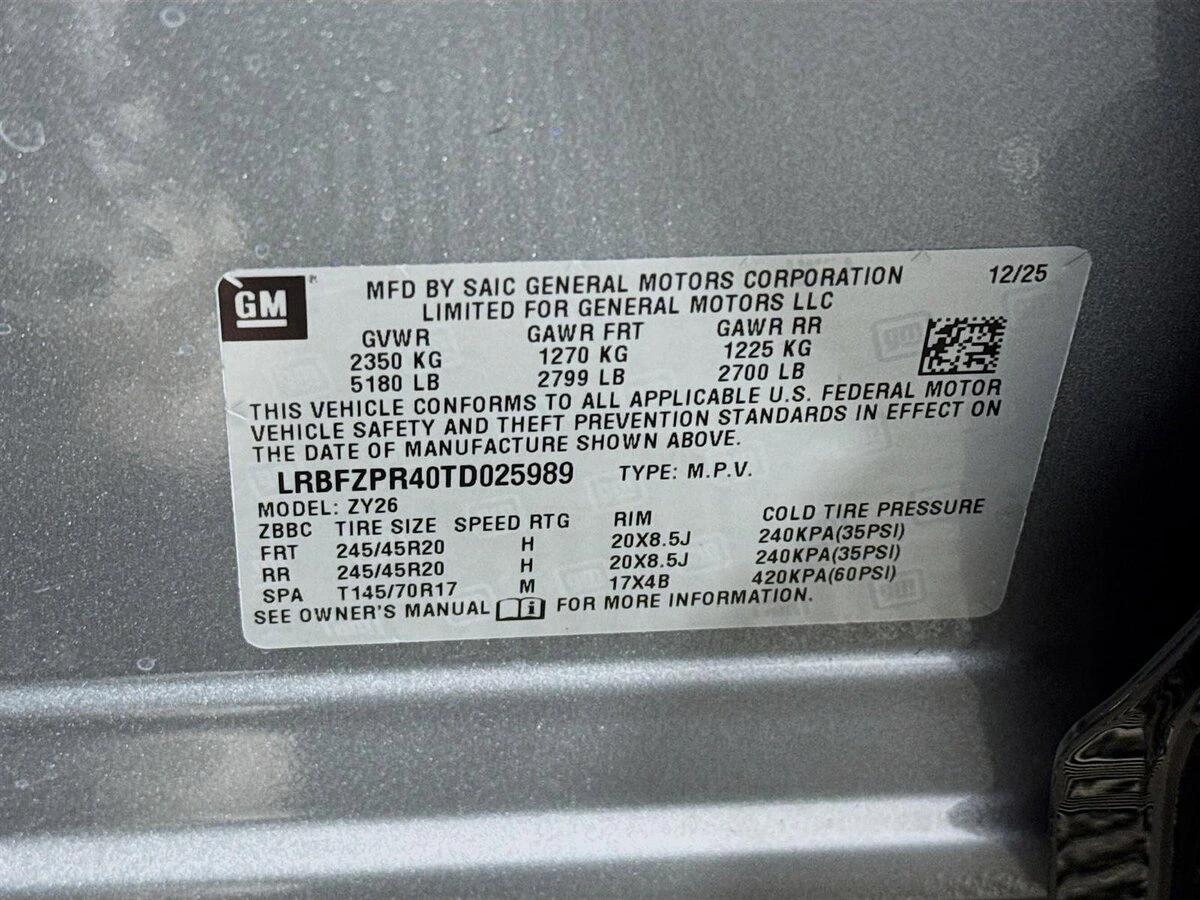 GM
MFD BY SAIC GENERAL MOTORS CORPORATION 12/25
LIMITED FOR GENERAL MOTORS LLC
GVWR GAWR FRT GAWR RR
2350 KG 1270 KG 1225 KG
5180 LB 2799 LB 2700 LB
THIS VEHICLE CONFORMS TO ALL APPLICABLE U.S. FEDERAL MOTOR
VEHICLE SAFETY AND THEFT PREVENTION STANDARDS IN EFFECT ON
THE DATE OF MANUFACTURE SHOWN ABOVE.
LRBFZPR40TD025989 TYPE: M.P.V.
MODEL: ZY26
ZBBC TIRE SIZE SPEED RTG RIM COLD TIRE PRESSURE
FRT 245/45R20 H 20X8.5J 240KPA(35PSI)
RR 245/45R20 H 20X8.5J 240KPA(35PSI)
SPA T145/70R17 M 17X4B 420KPA(60PSI)
SEE OWNER'S MANUAL i FOR MORE INFORMATION.